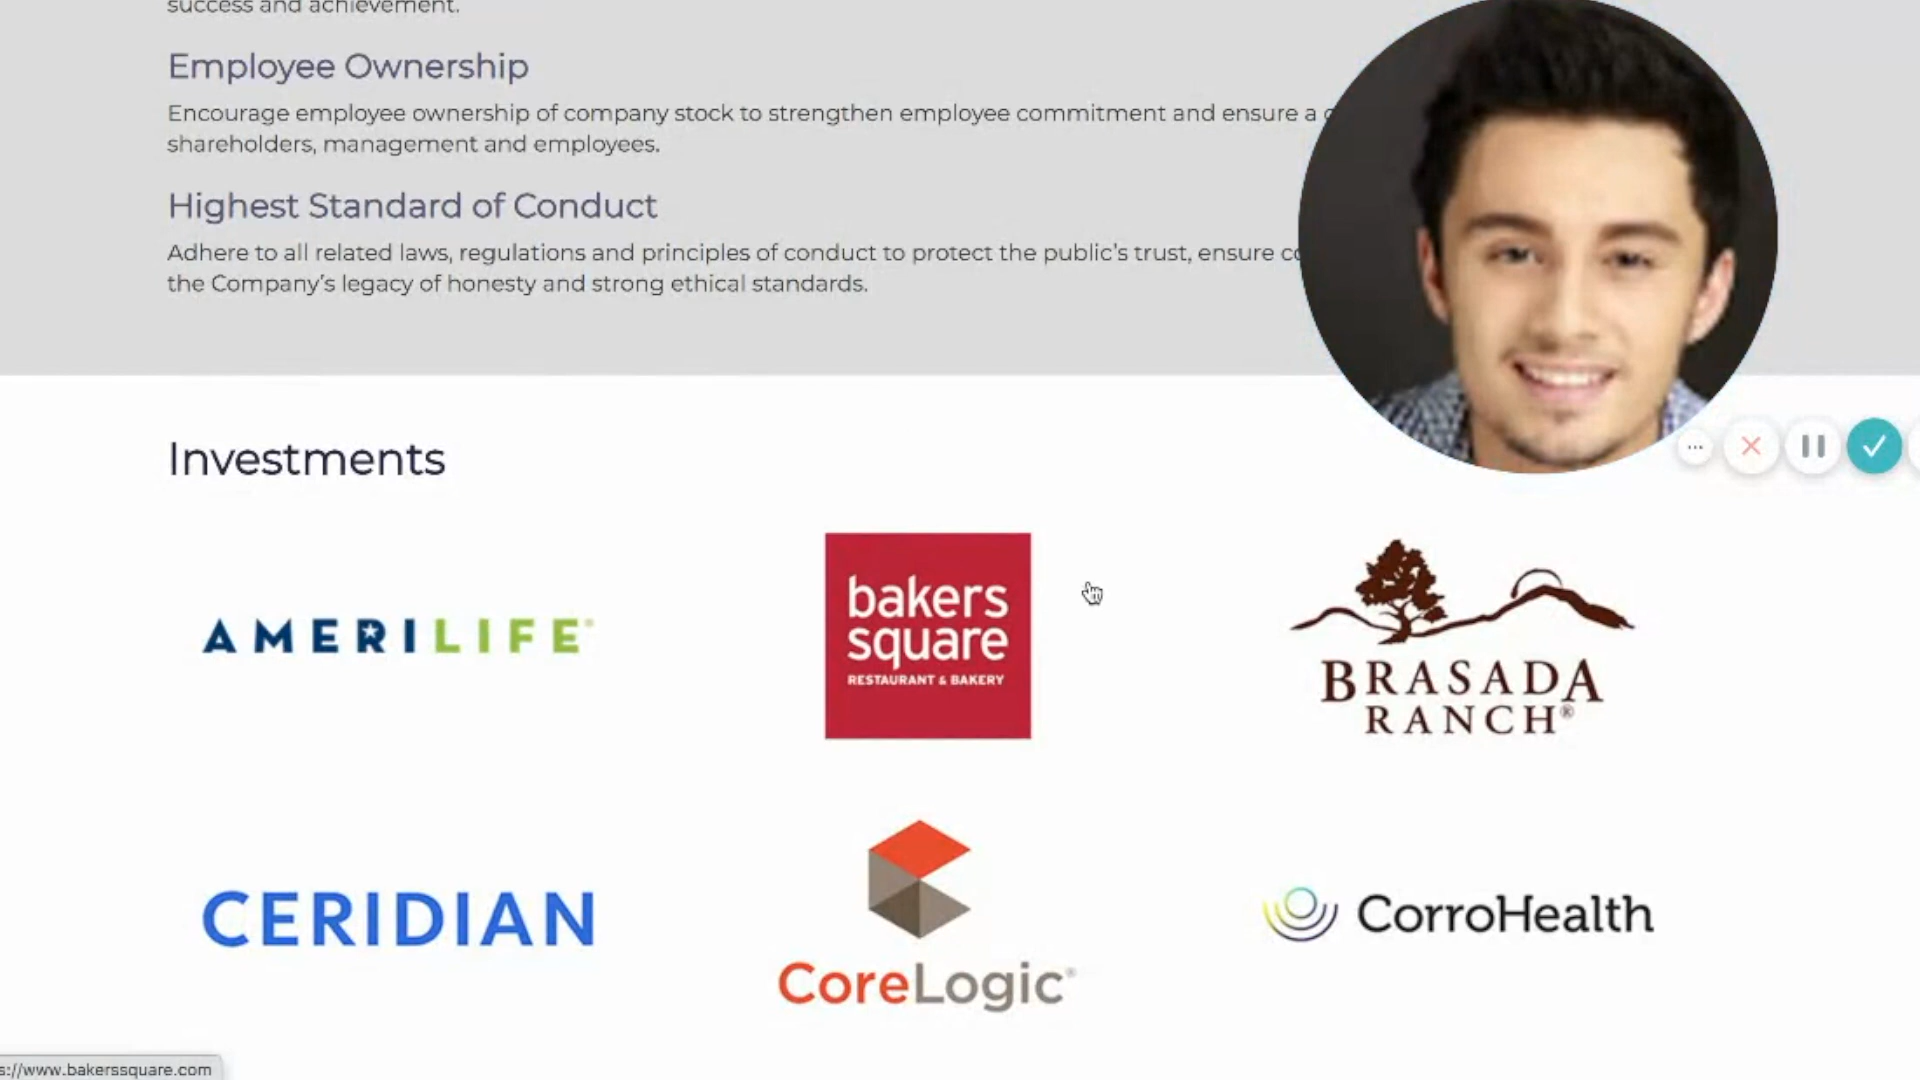 success and achievement.
Employee Ownership
Encourage employee ownership of company stock to strengthen employee commitment and ensure a
shareholders, management and employees.
Highest Standard of Conduct
Adhere to all related laws, regulations and principles of conduct to protect the public's trust, ensure
the Company's legacy of honesty and strong ethical standards.
Investments
AMERILIFE®
bakers
square
RESTAURANT & BAKERY
BRASADA
RANCH®
CERIDIAN
CoreLogic®
CorroHealth
s://www.bakerssquare.com